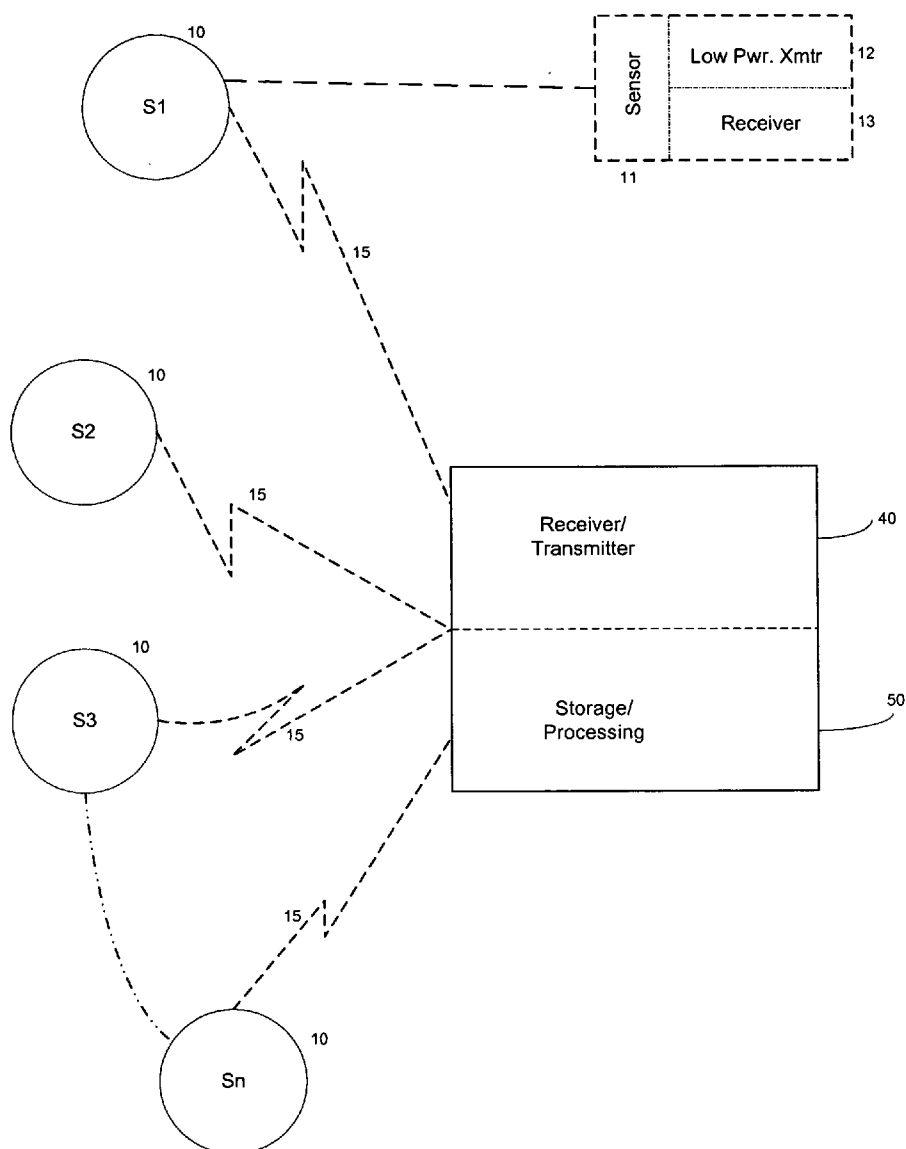 10
S1
Sensor
Low Pwr. Xmtr
12
Receiver
13
11
15
10
S2
15
Receiver/
Transmitter
40
10
S3
15
Storage/
Processing
50
15
10
Sn